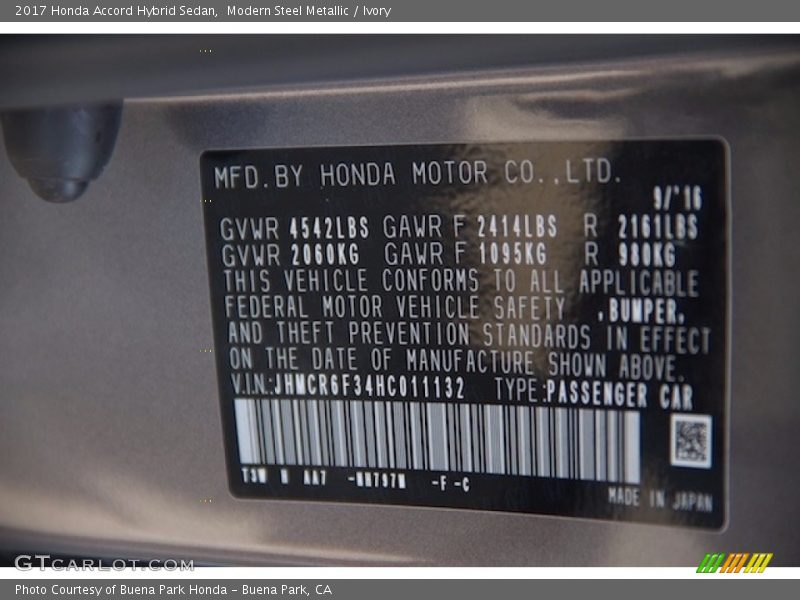 2017 Honda Accord Hybrid Sedan, Modern Steel Metallic / Ivory
MFD. BY HONDA MOTOR CO.,LTD.
9/'16
GVWR 4542LBS GAWR F 2414LBS R 2161LBS
GVWR 2060KG GAWR F 1095KG R 980KG
THIS VEHICLE CONFORMS TO ALL APPLICABLE
FEDERAL MOTOR VEHICLE SAFETY ,BUMPER,
AND THEFT PREVENTION STANDARDS IN EFFECT
ON THE DATE OF MANUFACTURE SHOWN ABOVE.
V.IN:JHMCR6F34HC011132 TYPE:PASSENGER CAR
AA7 -NH797M -F -C
MADE IN JAPAN
GTCARLOT.COM
Photo Courtesy of Buena Park Honda – Buena Park, CA